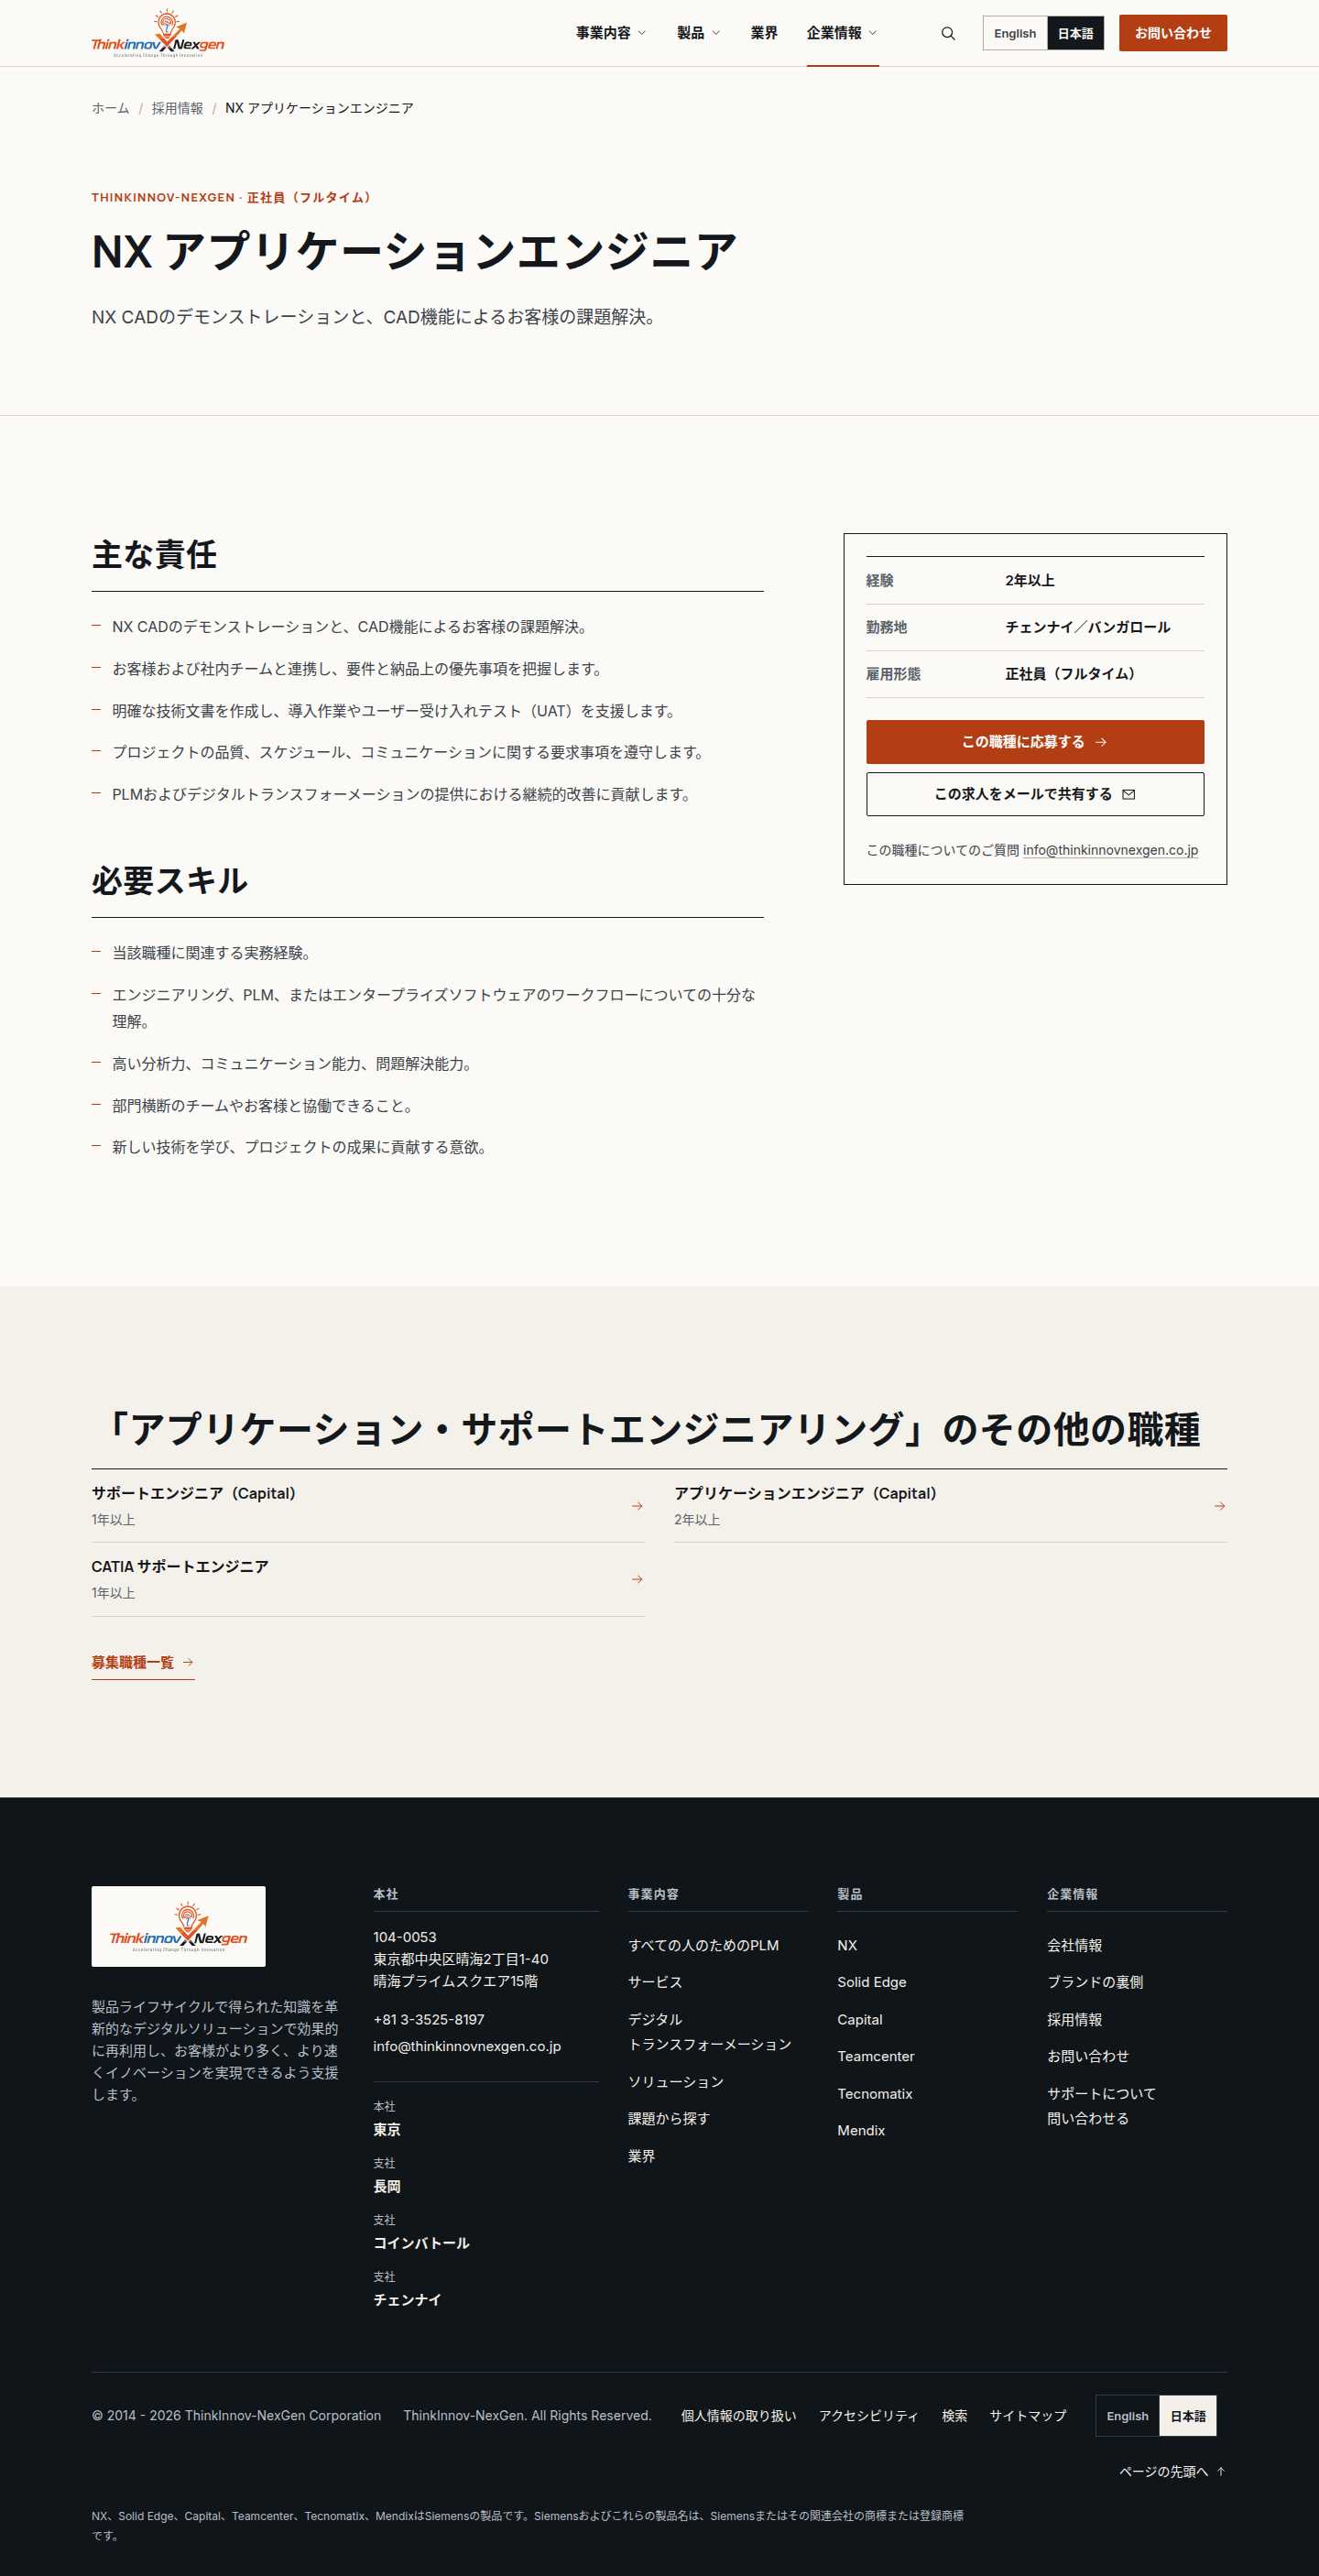 ThinkinnovXNexgen
Accelerating Change Through Innovation
事業内容
製品
業界
企業情報
English
日本語
お問い合わせ
ホーム / 採用情報 / NX アプリケーションエンジニア
THINKINNOV-NEXGEN · 正社員（フルタイム）
NX アプリケーションエンジニア
NX CADのデモンストレーションと、CAD機能によるお客様の課題解決。
主な責任
NX CADのデモンストレーションと、CAD機能によるお客様の課題解決。
お客様および社内チームと連携し、要件と納品上の優先事項を把握します。
明確な技術文書を作成し、導入作業やユーザー受け入れテスト（UAT）を支援します。
プロジェクトの品質、スケジュール、コミュニケーションに関する要求事項を遵守します。
PLMおよびデジタルトランスフォーメーションの提供における継続的改善に貢献します。
必要スキル
当該職種に関連する実務経験。
エンジニアリング、PLM、またはエンタープライズソフトウェアのワークフローについての十分な
理解。
高い分析力、コミュニケーション能力、問題解決能力。
部門横断のチームやお客様と協働できること。
新しい技術を学び、プロジェクトの成果に貢献する意欲。
経験 2年以上
勤務地 チェンナイ／バンガロール
雇用形態 正社員（フルタイム）
この職種に応募する →
この求人をメールで共有する
この職種についてのご質問 info@thinkinnovnexgen.co.jp
「アプリケーション・サポートエンジニアリング」のその他の職種
サポートエンジニア（Capital）
1年以上
→
アプリケーションエンジニア（Capital）
2年以上
→
CATIA サポートエンジニア
1年以上
→
募集職種一覧 →
ThinkinnovXNexgen
Accelerating Change Through Innovation
製品ライフサイクルで得られた知識を革
新的なデジタルソリューションで効果的
に再利用し、お客様がより多く、より速
くイノベーションを実現できるよう支援
します。
本社
104-0053
東京都中央区晴海2丁目1-40
晴海プライムスクエア15階
+81 3-3525-8197
info@thinkinnovnexgen.co.jp
本社
東京
支社
長岡
支社
コインバトール
支社
チェンナイ
事業内容
すべての人のためのPLM
サービス
デジタル
トランスフォーメーション
ソリューション
課題から探す
業界
製品
NX
Solid Edge
Capital
Teamcenter
Tecnomatix
Mendix
企業情報
会社情報
ブランドの裏側
採用情報
お問い合わせ
サポートについて
問い合わせる
© 2014 - 2026 ThinkInnov-NexGen Corporation
ThinkInnov-NexGen. All Rights Reserved.
個人情報の取り扱い
アクセシビリティ
検索
サイトマップ
English
日本語
ページの先頭へ ↑
NX、Solid Edge、Capital、Teamcenter、Tecnomatix、MendixはSiemensの製品です。Siemensおよびこれらの製品名は、Siemensまたはその関連会社の商標または登録商標
です。